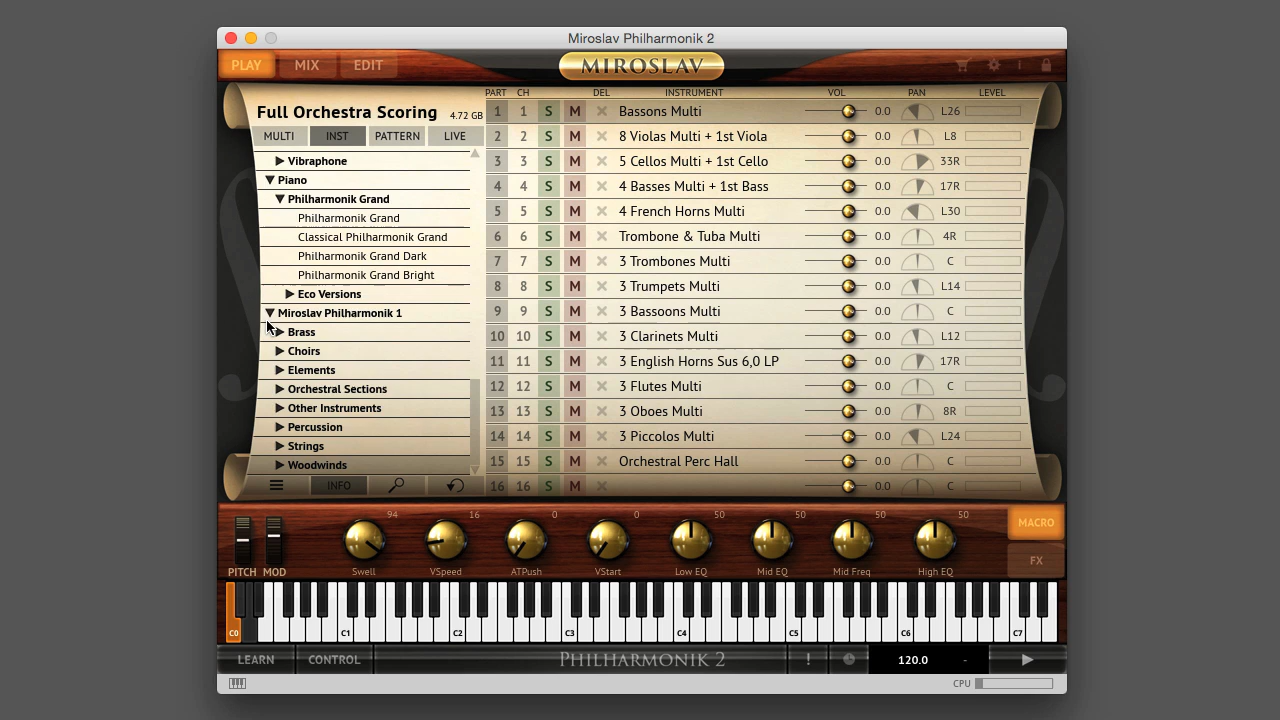 Miroslav Philharmonik 2
PLAY MIX EDIT MIROSLAV i
PART CH DEL INSTRUMENT VOL PAN LEVEL
Full Orchestra Scoring 4.72 GB
MULTI INST PATTERN LIVE
Vibraphone
Piano
Philharmonik Grand
Philharmonik Grand
Classical Philharmonik Grand
Philharmonik Grand Dark
Philharmonik Grand Bright
Eco Versions
Miroslav Philharmonik 1
Brass
Choirs
Elements
Orchestral Sections
Other Instruments
Percussion
Strings
Woodwinds
INFO
1 1 S M × Bassons Multi 0.0 L26
2 2 S M × 8 Violas Multi + 1st Viola 0.0 L8
3 3 S M × 5 Cellos Multi + 1st Cello 0.0 33R
4 4 S M × 4 Basses Multi + 1st Bass 0.0 17R
5 5 S M × 4 French Horns Multi 0.0 L30
6 6 S M × Trombone & Tuba Multi 0.0 4R
7 7 S M × 3 Trombones Multi 0.0 C
8 8 S M × 3 Trumpets Multi 0.0 L14
9 9 S M × 3 Bassoons Multi 0.0 C
10 10 S M × 3 Clarinets Multi 0.0 L12
11 11 S M × 3 English Horns Sus 6,0 LP 0.0 17R
12 12 S M × 3 Flutes Multi 0.0 C
13 13 S M × 3 Oboes Multi 0.0 8R
14 14 S M × 3 Piccolos Multi 0.0 L24
15 15 S M × Orchestral Perc Hall 0.0 C
16 16 S M × 0.0 C
94 16 0 0 50 50 50 50
MACRO
FX
PITCH MOD Swell VSpeed ATPush VStart Low EQ Mid EQ Mid Freq High EQ
C0 C1 C2 C3 C4 C5 C6 C7
LEARN CONTROL PHILHARMONIK 2 ! 120.0 -
CPU